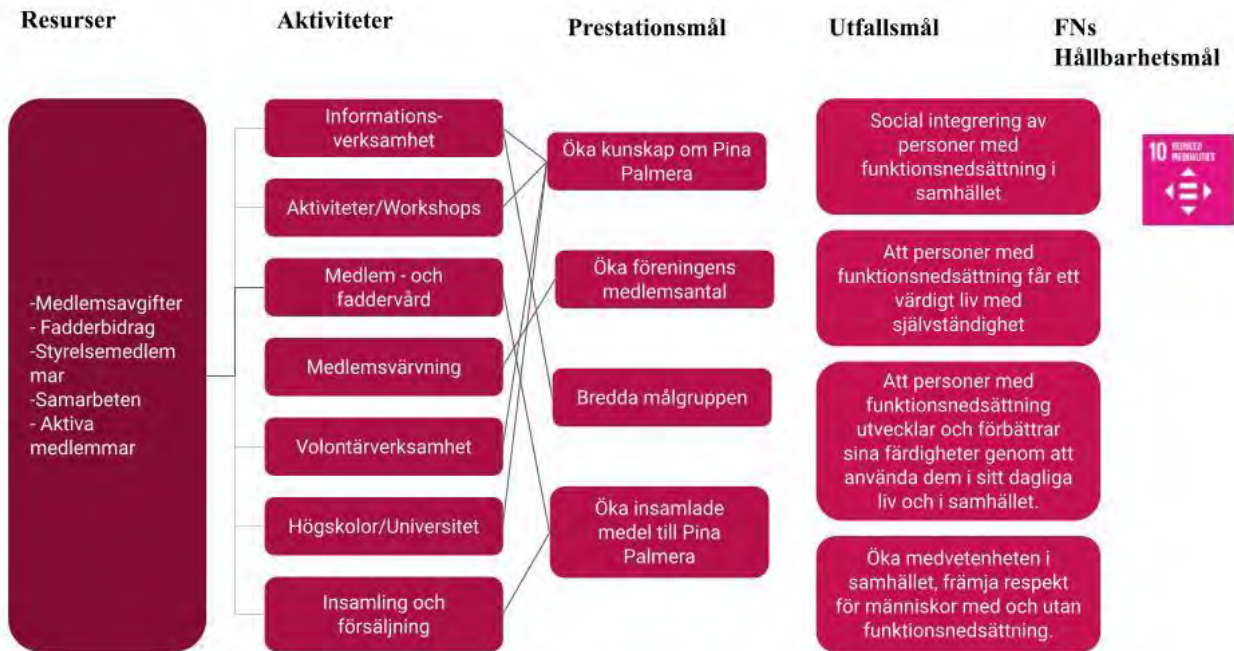 Resurser
Aktiviteter
Prestationsmål
Utfallsmål
FNs
Hållbarhetsmål
-Medlemsavgifter
- Fadderbidrag
-Styrelsemedlem
mar
-Samarbeten
- Aktiva
medlemmar
Informations-
verksamhet
Aktiviteter/Workshops
Medlem - och
faddervård
Medlemsvärvning
Volontärverksamhet
Högskolor/Universitet
Insamling och
försäljning
Öka kunskap om Pina
Palmera
Öka föreningens
medlemsantal
Bredda målgruppen
Öka insamlade
medel till Pina
Palmera
Social integrering av
personer med
funktionsnedsättning i
samhället
Att personer med
funktionsnedsättning får ett
värdigt liv med
självständighet
Att personer med
funktionsnedsättning
utvecklar och förbättrar
sina färdigheter genom att
använda dem i sitt dagliga
liv och i samhället.
Öka medvetenheten i
samhället, främja respekt
för människor med och utan
funktionsnedsättning.
10 REDUCED
INEQUALITIES